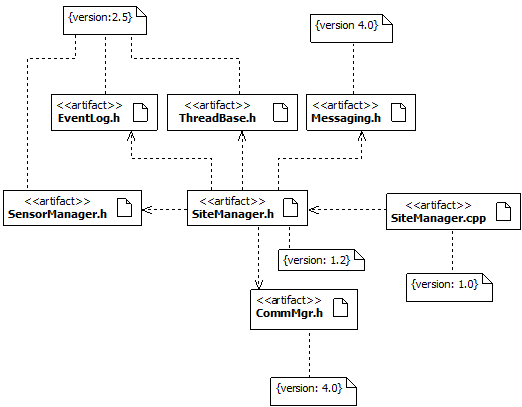 {version:2.5}
{version 4.0}
<<artifact>>
EventLog.h
<<artifact>>
ThreadBase.h
<<artifact>>
Messaging.h
<<artifact>>
SensorManager.h
<<artifact>>
SiteManager.h
<<artifact>>
SiteManager.cpp
{version: 1.2}
{version: 1.0}
<<artifact>>
CommMgr.h
{version: 4.0}